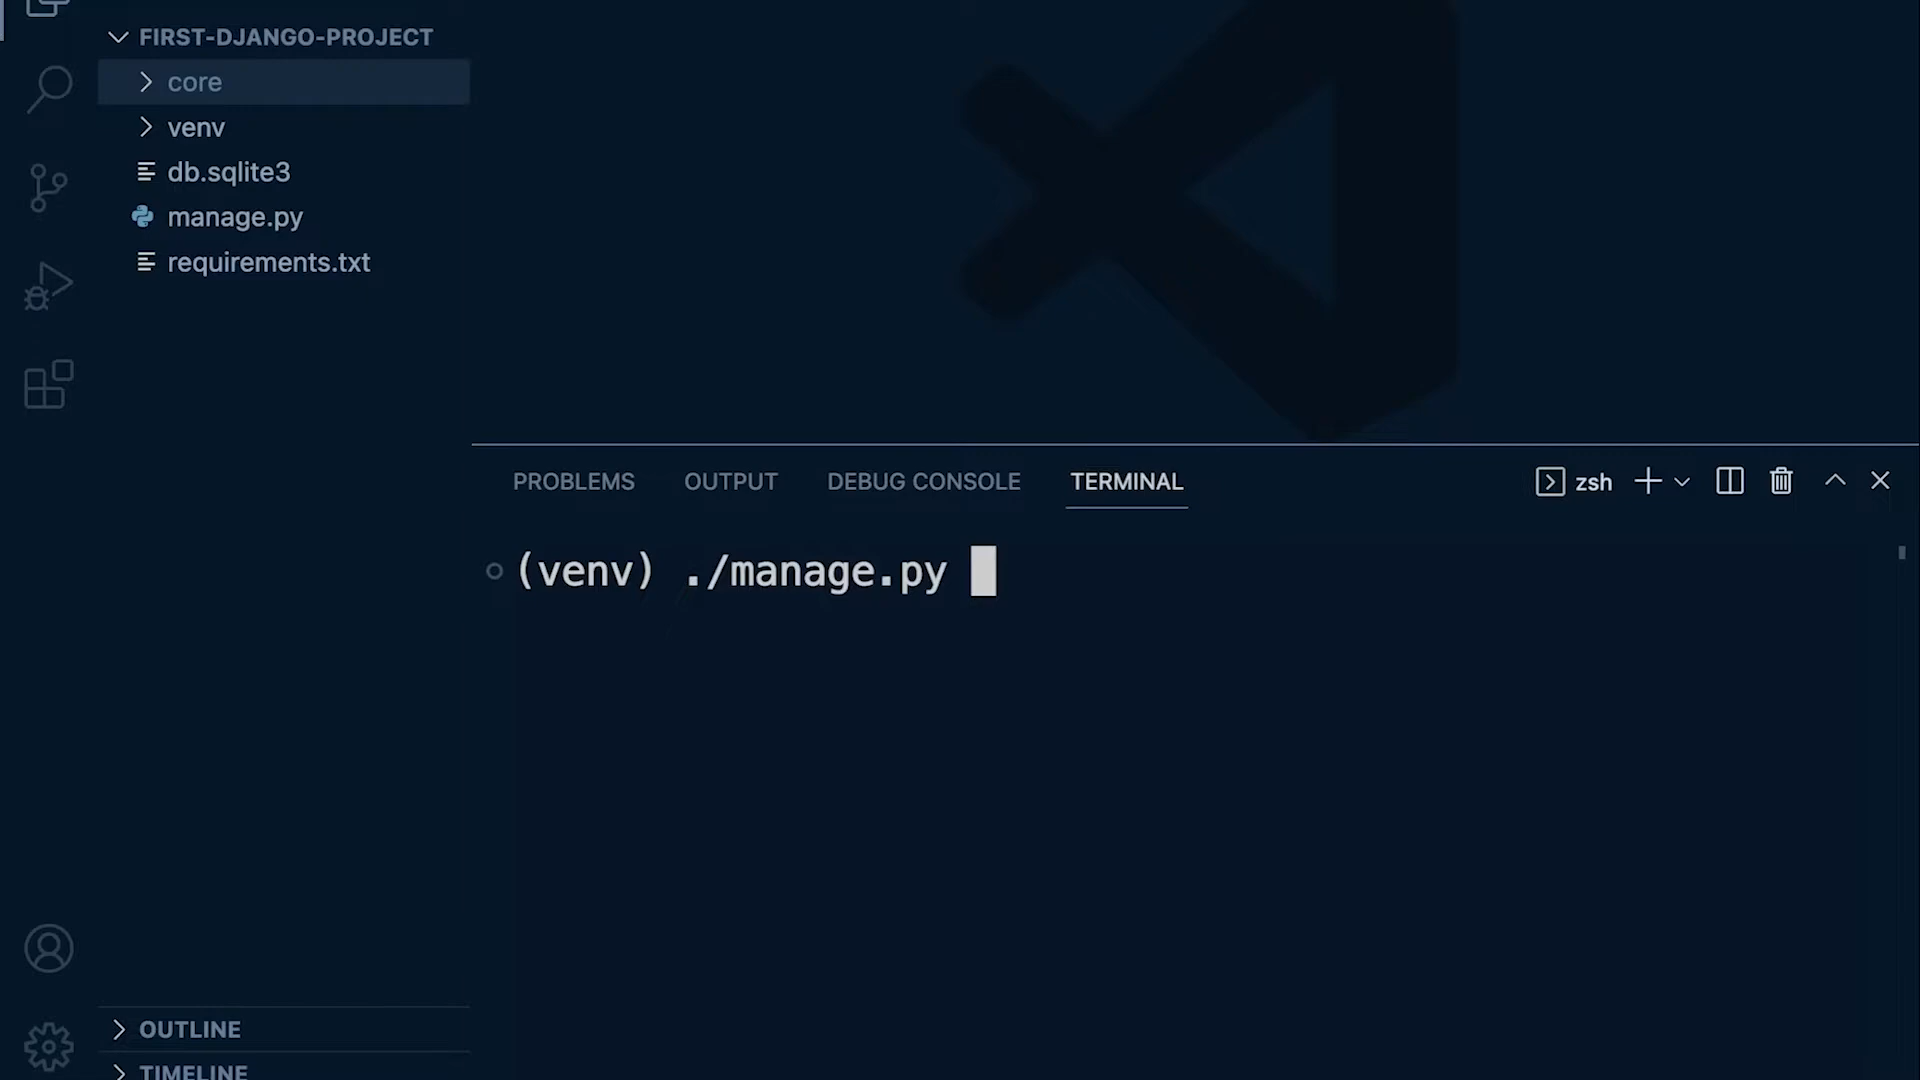 FIRST-DJANGO-PROJECT
core
venv
db.sqlite3
manage.py
requirements.txt
PROBLEMS OUTPUT DEBUG CONSOLE TERMINAL zsh
(venv) ./manage.py
OUTLINE
TIMELINE